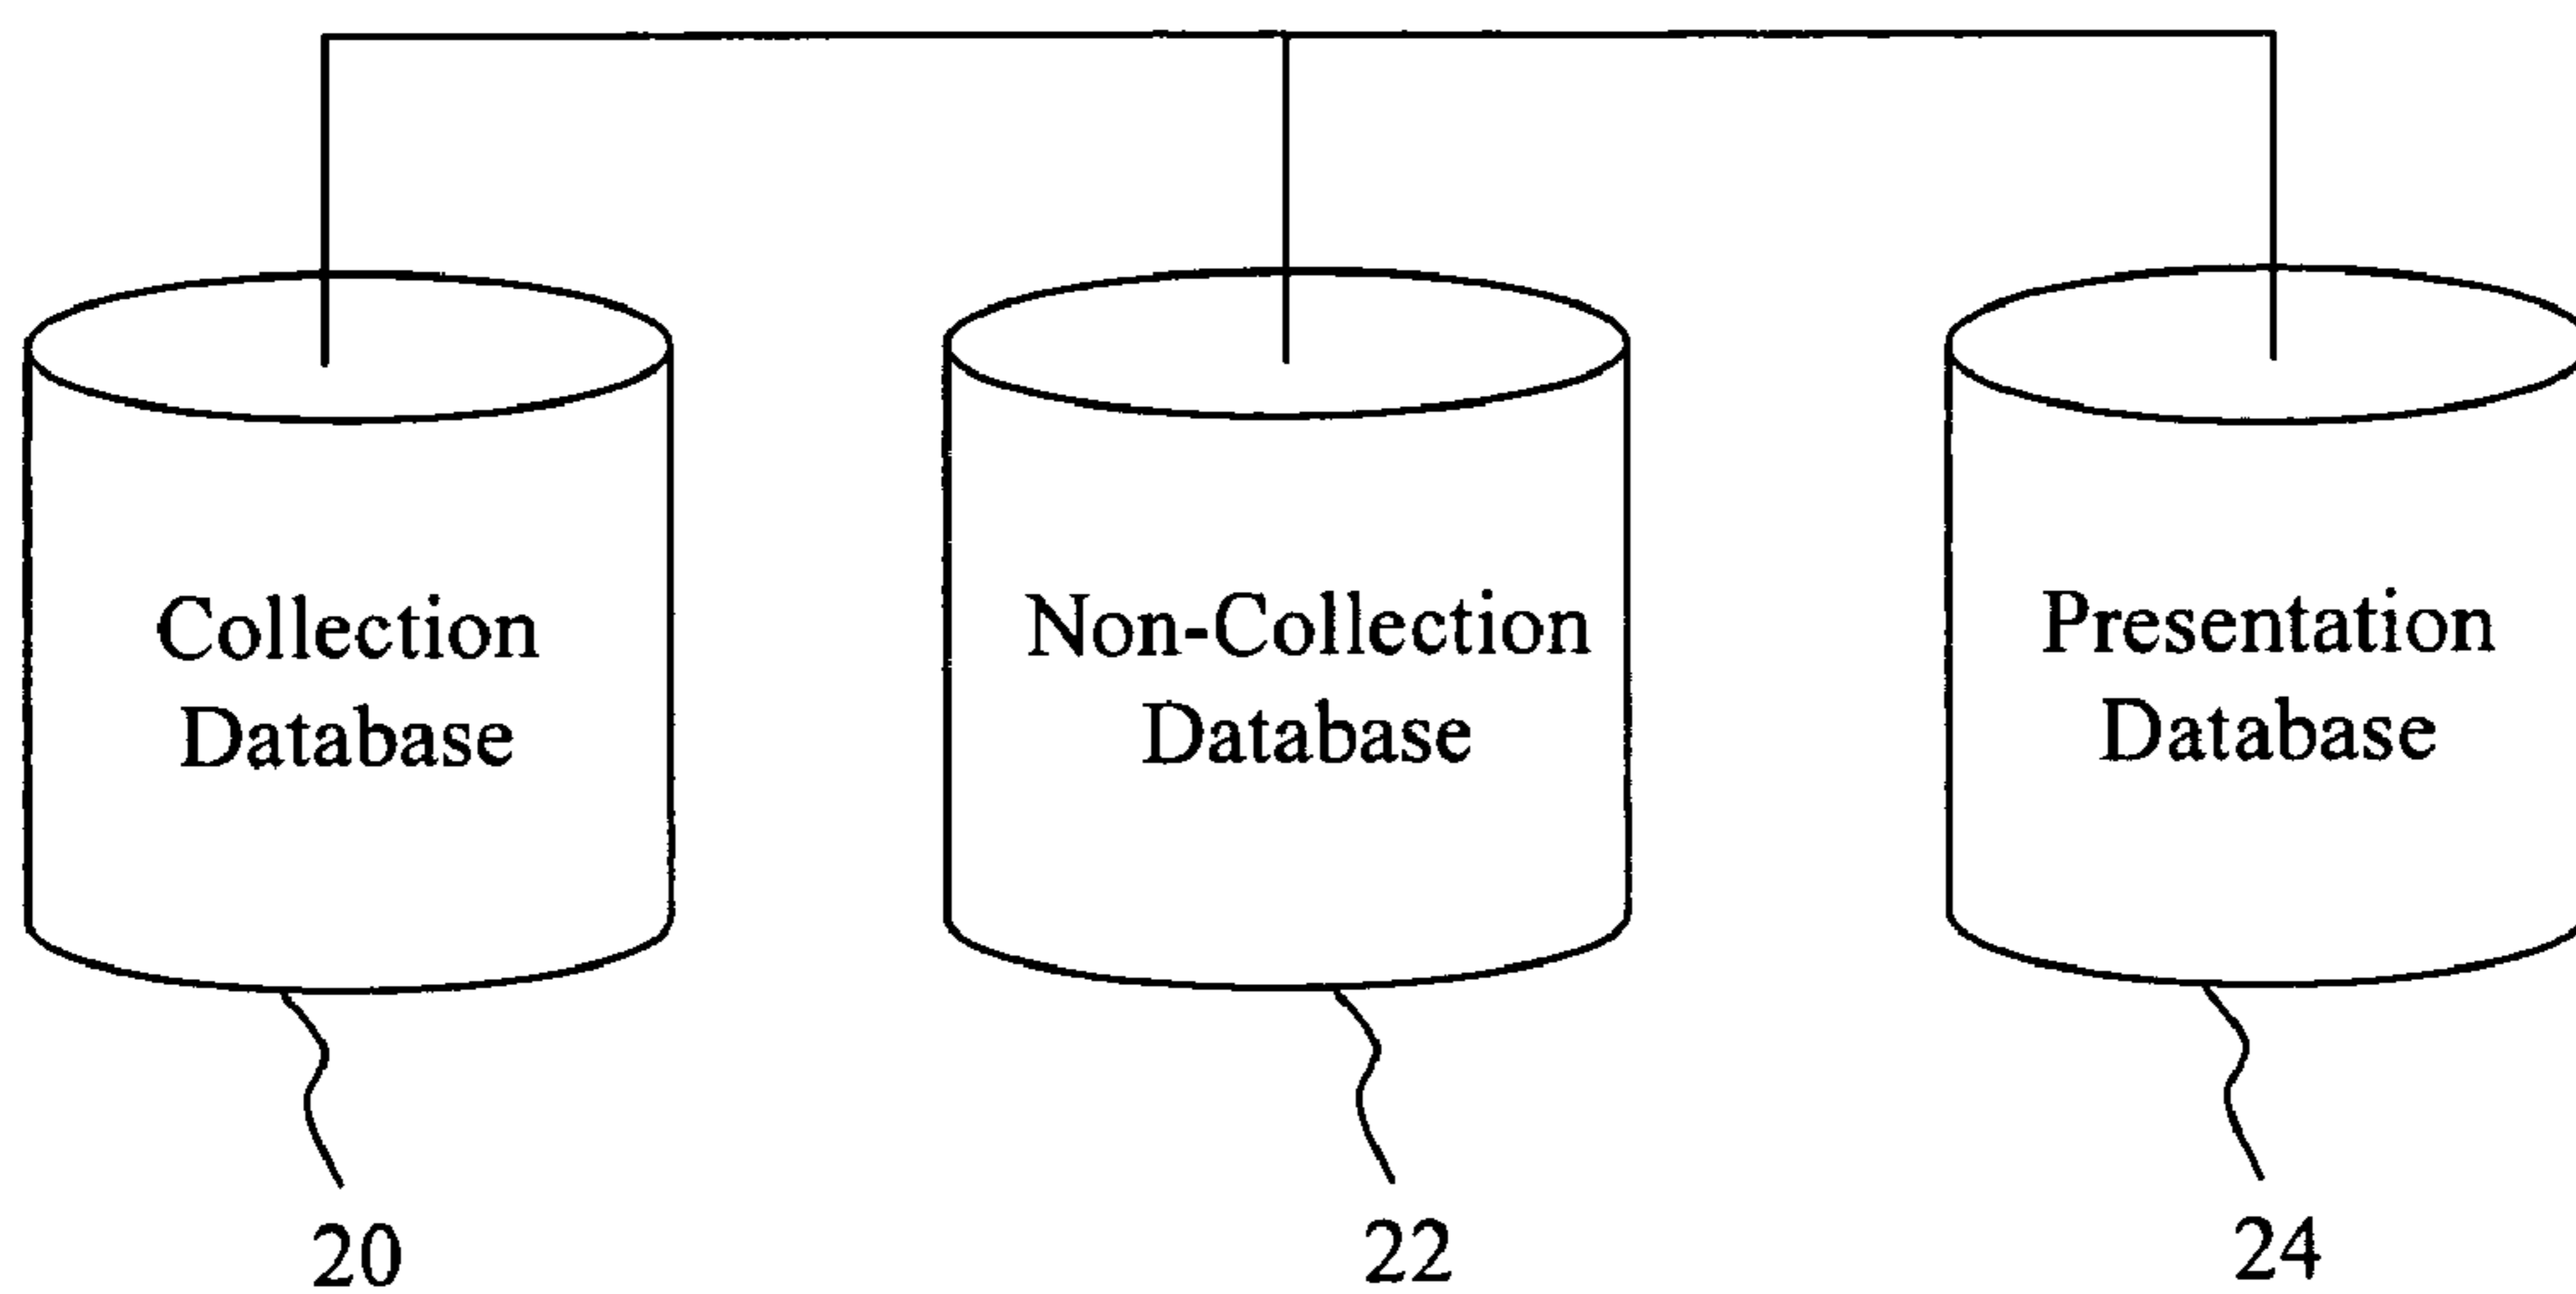 Collection
Database
Non-Collection
Database
Presentation
Database
20
22
24